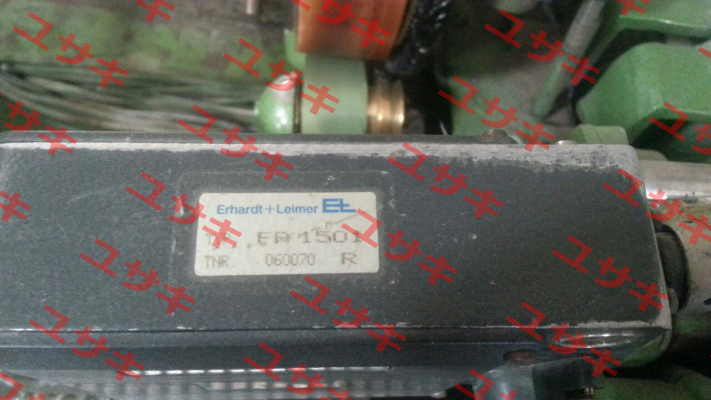 Erhardt+Leimer EL
ER 1501
TNR. 060070 R
ユサキ